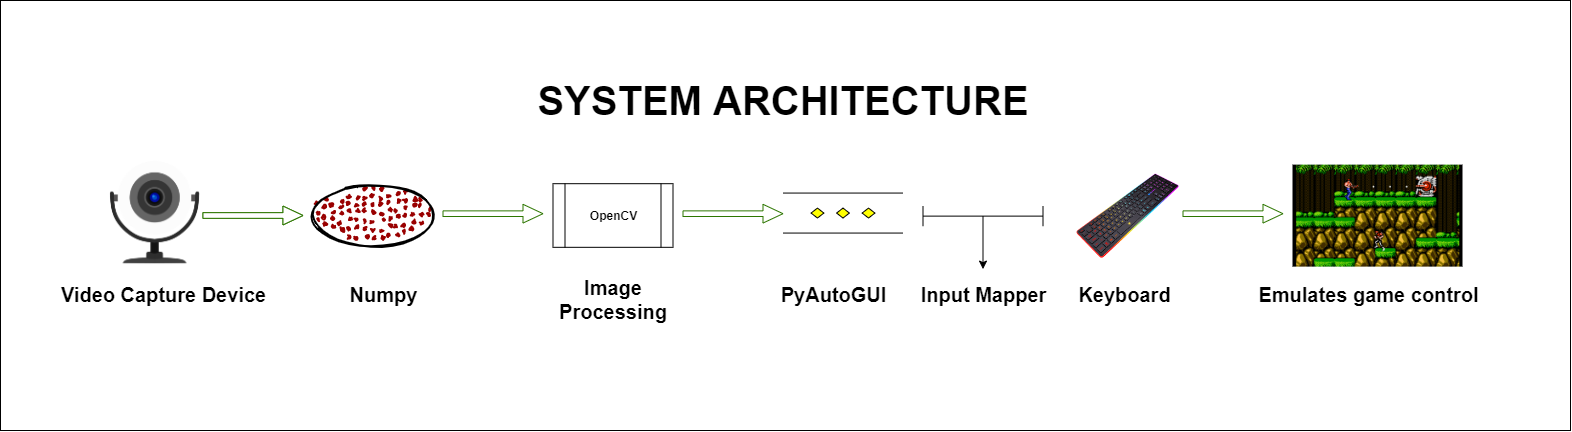 SYSTEM ARCHITECTURE
OpenCV
Video Capture Device
Numpy
Image
Processing
PyAutoGUI
Input Mapper
Keyboard
Emulates game control